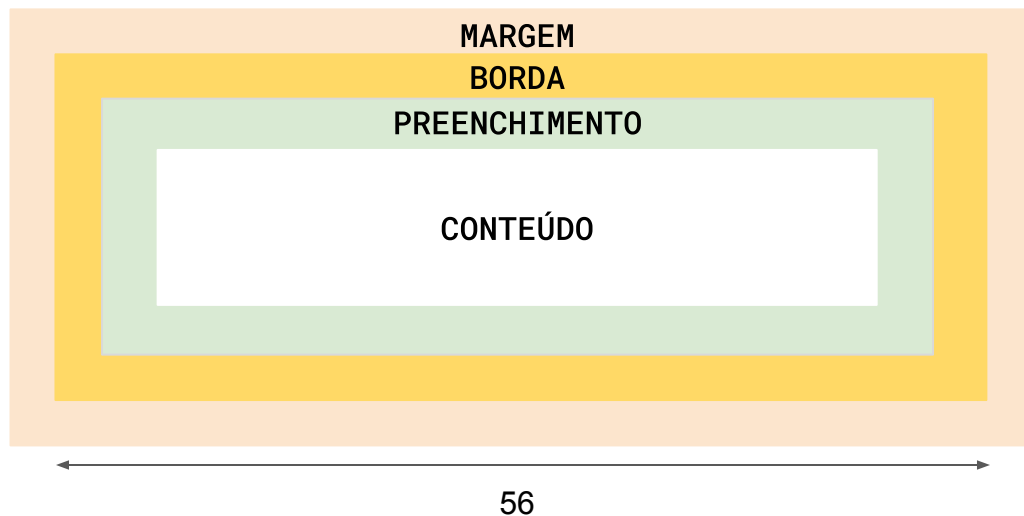 MARGEM
BORDA
PREENCHIMENTO
CONTEÚDO
56